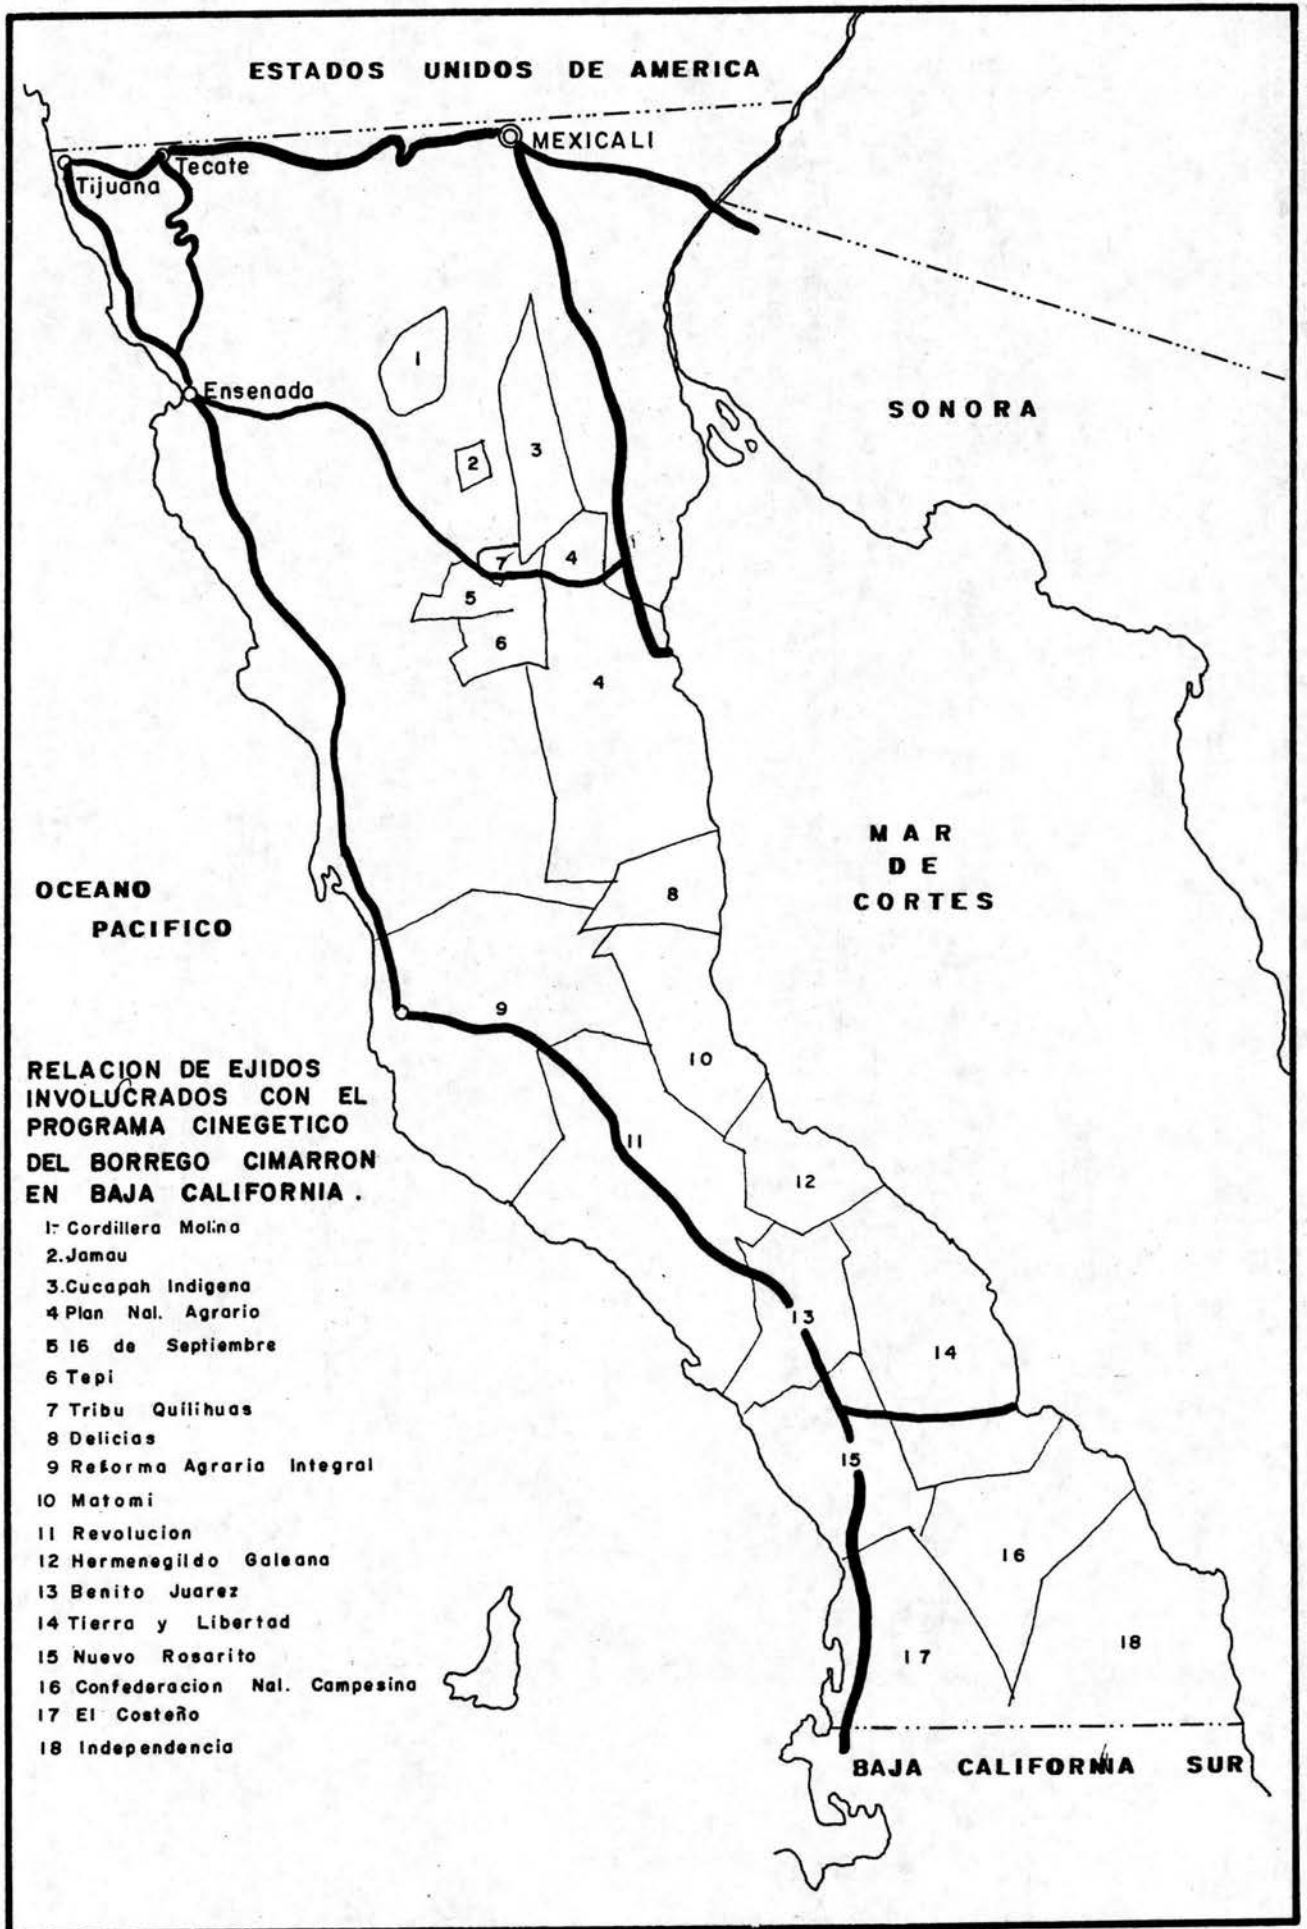 ESTADOS UNIDOS DE AMERICA
MEXICALI
Tecate
Tijuana
1
Ensenada
SONORA
3
2
7
4
5
6
4
MAR
DE
CORTES
OCEANO
PACIFICO
8
9
10
RELACION DE EJIDOS
INVOLUCRADOS CON EL
PROGRAMA CINEGETICO
DEL BORREGO CIMARRON
EN BAJA CALIFORNIA.
11
12
13
14
15
16
17
18
1.- Cordillera Molina
2. Jamau
3. Cucapah Indigena
4 Plan Nal. Agrario
5 16 de Septiembre
6 Tepi
7 Tribu Quilihuas
8 Delicias
9 Reforma Agraria Integral
10 Matomi
11 Revolucion
12 Hermenegildo Galeana
13 Benito Juarez
14 Tierra y Libertad
15 Nuevo Rosarito
16 Confederacion Nal. Campesina
17 El Costeño
18 Independencia
BAJA CALIFORNIA SUR